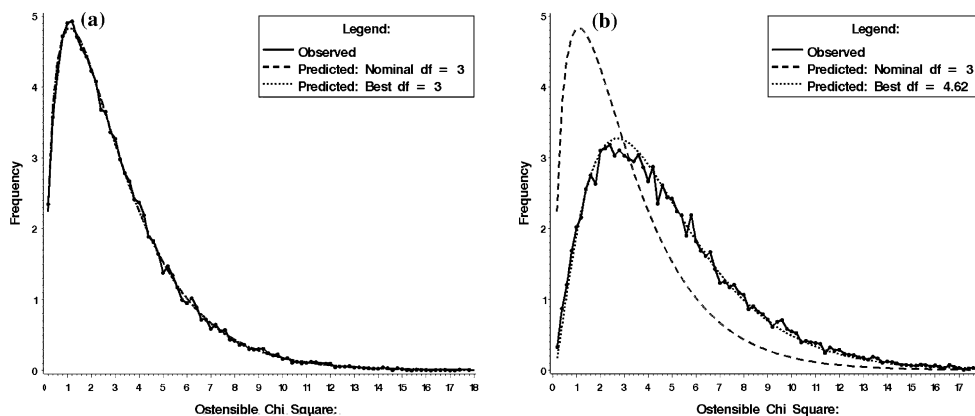 (a)
Legend:
Observed
Predicted: Nominal df = 3
Predicted: Best df = 3
Frequency
5
4
3
2
1
0
0 1 2 3 4 5 6 7 8 9 10 11 12 13 14 15 16 17 18
Ostensible Chi Square:
(b)
Legend:
Observed
Predicted: Nominal df = 3
Predicted: Best df = 4.62
Frequency
5
4
3
2
1
0
0 1 2 3 4 5 6 7 8 9 10 11 12 13 14 15 16 17
Ostensible Chi Square: